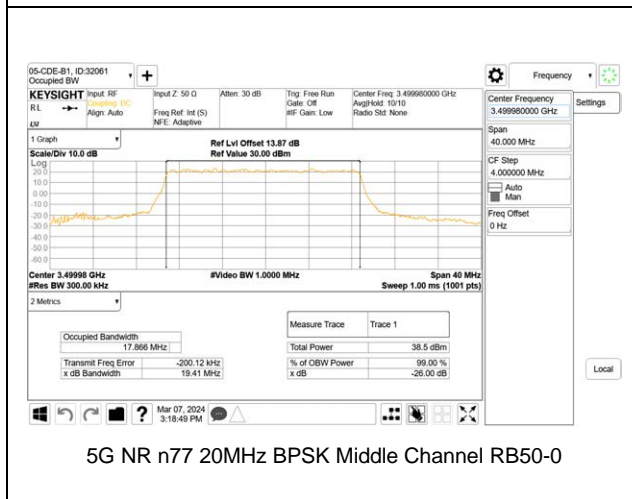 05-CDE-B1, ID:32061
Occupied BW
KEYSIGHT
RL
Input: RF
Coupling: DC
Align: Auto
Input Z: 50 Ω
Freq Ref: Int (S)
NFE: Adaptive
Atten: 30 dB
Trig: Free Run
Gate: Off
#IF Gain: Low
Center Freq: 3.499980000 GHz
Avg|Hold: 10/10
Radio Std: None
1 Graph
Scale/Div 10.0 dB
Ref Lvl Offset 13.87 dB
Ref Value 30.00 dBm
Log
20.0
10.0
0.00
-10.0
-20.0
-30.0
-40.0
-50.0
-60.0
Center 3.49998 GHz
#Res BW 300.00 kHz
#Video BW 1.0000 MHz
Span 40 MHz
Sweep 1.00 ms (1001 pts)
2 Metrics
Measure Trace Trace 1
Occupied Bandwidth
17.866 MHz
Total Power 38.5 dBm
Transmit Freq Error -200.12 kHz
% of OBW Power 99.00 %
x dB Bandwidth 19.41 MHz
x dB -26.00 dB
Mar 07, 2024
3:18:49 PM
Frequency
Settings
Center Frequency
3.499980000 GHz
Span
40.000 MHz
CF Step
4.000000 MHz
Auto
Man
Freq Offset
0 Hz
Local
5G NR n77 20MHz BPSK Middle Channel RB50-0